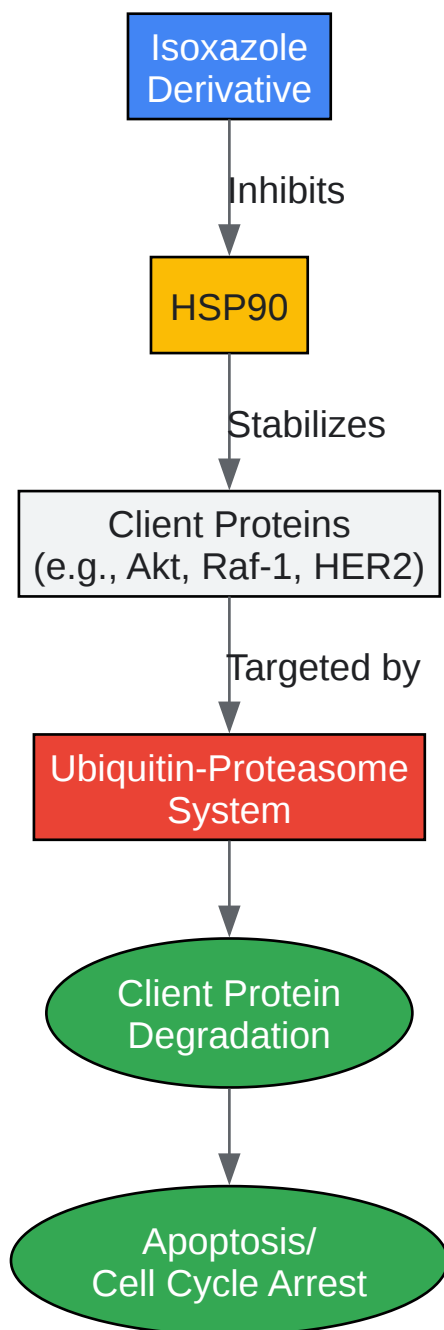 Isoxazole
Derivative
Inhibits
HSP90
Stabilizes
Client Proteins
(e.g., Akt, Raf-1, HER2)
Targeted by
Ubiquitin-Proteasome
System
Client Protein
Degradation
Apoptosis/
Cell Cycle Arrest